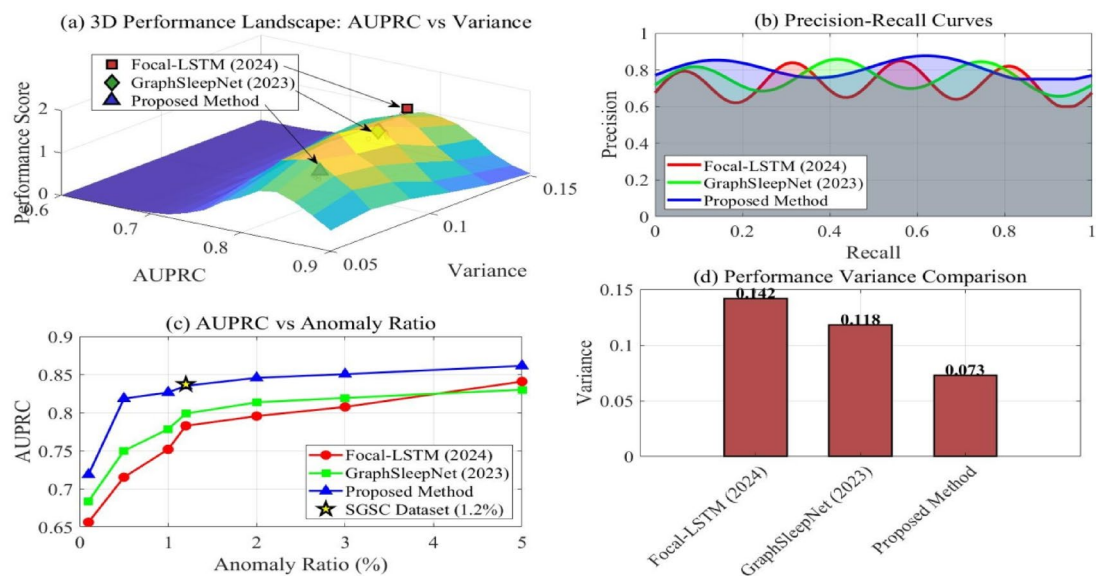 (a) 3D Performance Landscape: AUPRC vs Variance
Focal-LSTM (2024)
GraphSleepNet (2023)
Proposed Method
Performance Score
2
1
0
0.6
0.7
0.8
0.9
AUPRC
0.05
0.1
0.15
Variance
(b) Precision-Recall Curves
Precision
1
0.8
0.6
0.4
0.2
0
Focal-LSTM (2024)
GraphSleepNet (2023)
Proposed Method
0
0.2
0.4
0.6
0.8
1
Recall
(c) AUPRC vs Anomaly Ratio
AUPRC
0.9
0.85
0.8
0.75
0.7
0.65
Focal-LSTM (2024)
GraphSleepNet (2023)
Proposed Method
SGSC Dataset (1.2%)
0
1
2
3
4
5
Anomaly Ratio (%)
(d) Performance Variance Comparison
Variance
0.15
0.1
0.05
0
0.142
0.118
0.073
Focal-LSTM (2024)
GraphSleepNet (2023)
Proposed Method